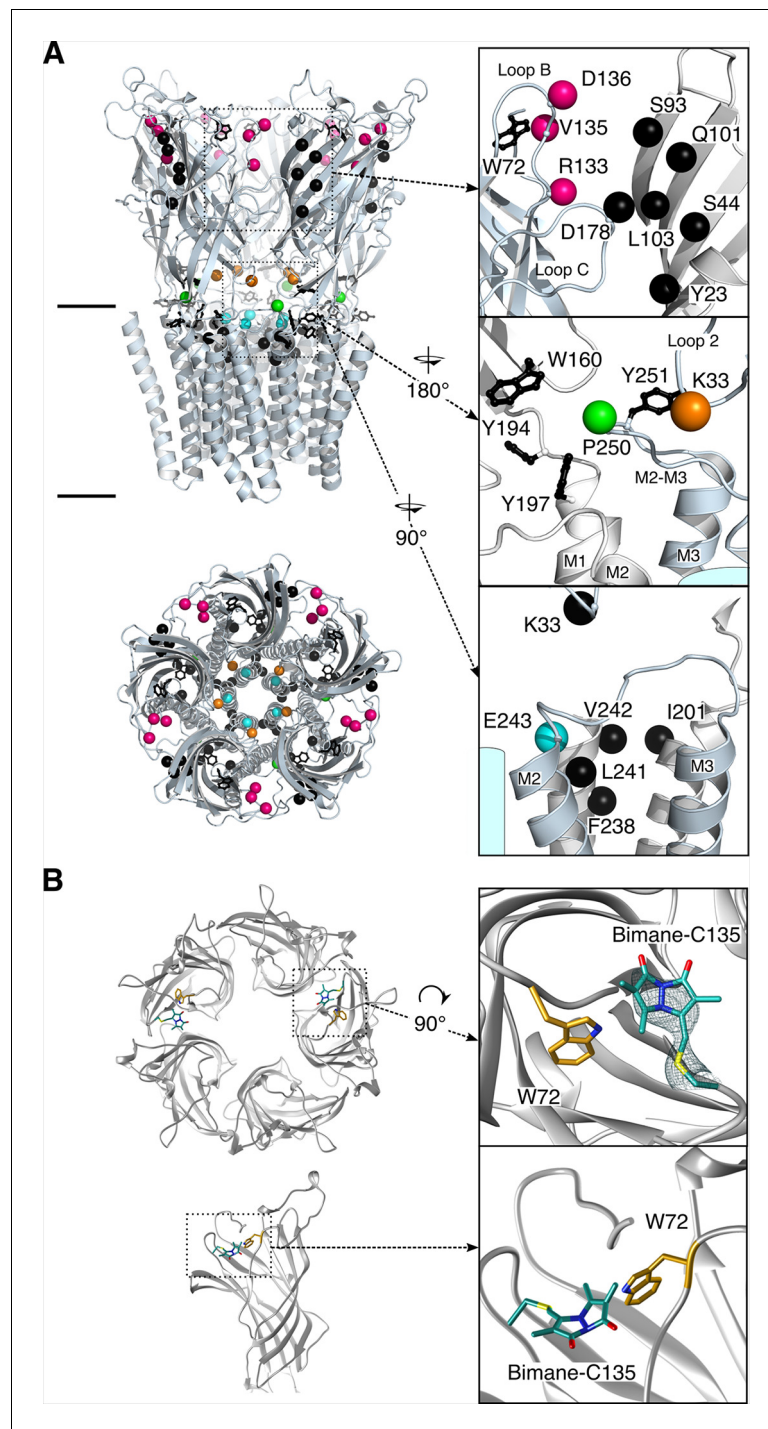 A
Loop B
D136
S93
V135
Q101
W72
R133
S44
D178
L103
Loop C
Y23
Loop 2
W160
Y251
K33
180°
Y194
P250
M2-M3
Y197
90°
M1
M2
M3
K33
V242
I201
E243
M2
L241
M3
F238
B
Bimane-C135
90°
W72
W72
Bimane-C135